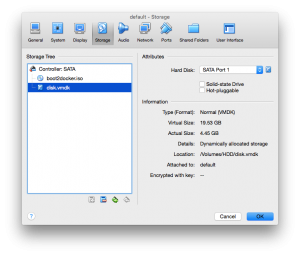 default - Storage
General System Display Storage Audio Network Ports Shared Folders User Interface
Storage Tree
Controller: SATA
boot2docker.iso
disk.vmdk
Attributes
Hard Disk: SATA Port 1
Solid-state Drive
Hot-pluggable
Information
Type (Format): Normal (VMDK)
Virtual Size: 19.53 GB
Actual Size: 4.45 GB
Details: Dynamically allocated storage
Location: /Volumes/HDD/disk.vmdk
Attached to: default
Encrypted with key: --
?
Cancel OK